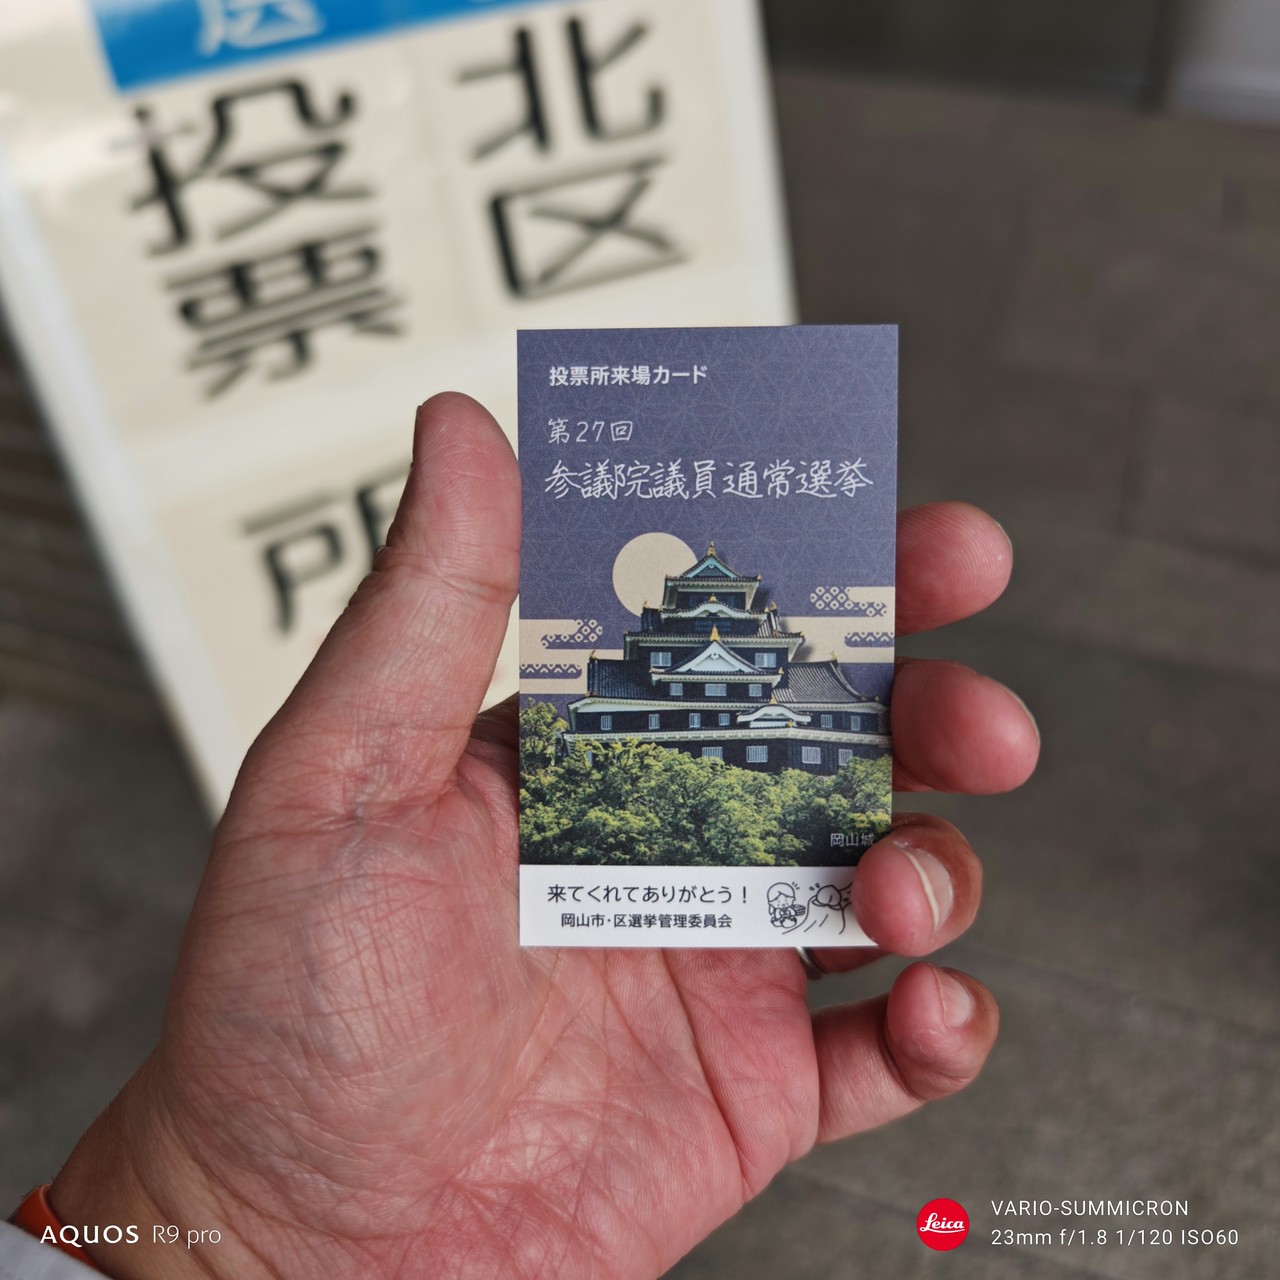 北区
投票
所
投票所来場カード
第27回
参議院議員通常選挙
岡山城
来てくれてありがとう！
岡山市・区選挙管理委員会
AQUOS R9 pro
Leica
VARIO-SUMMICRON
23mm f/1.8 1/120 ISO60